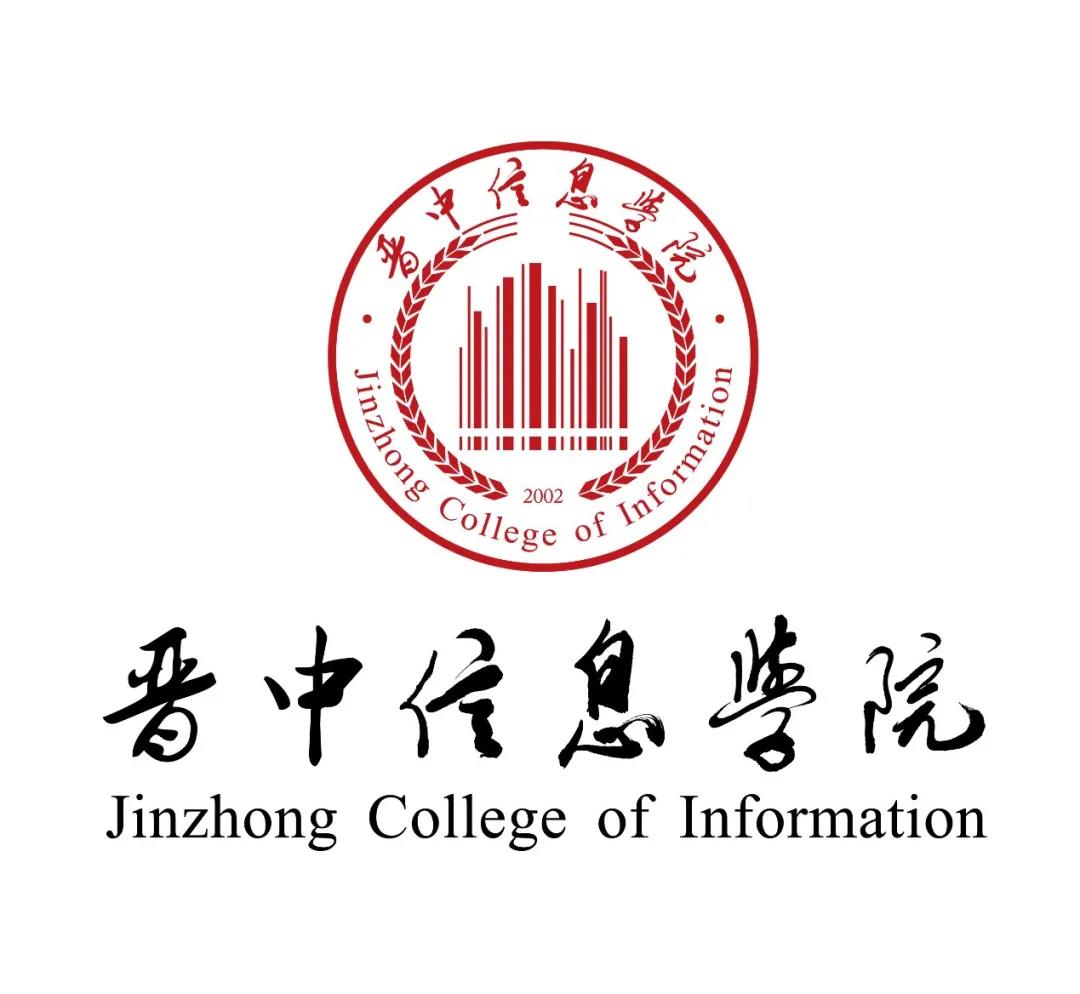 晋中信息学院
Jinzhong College of Information
2002
晋中信息学院
Jinzhong College of Information